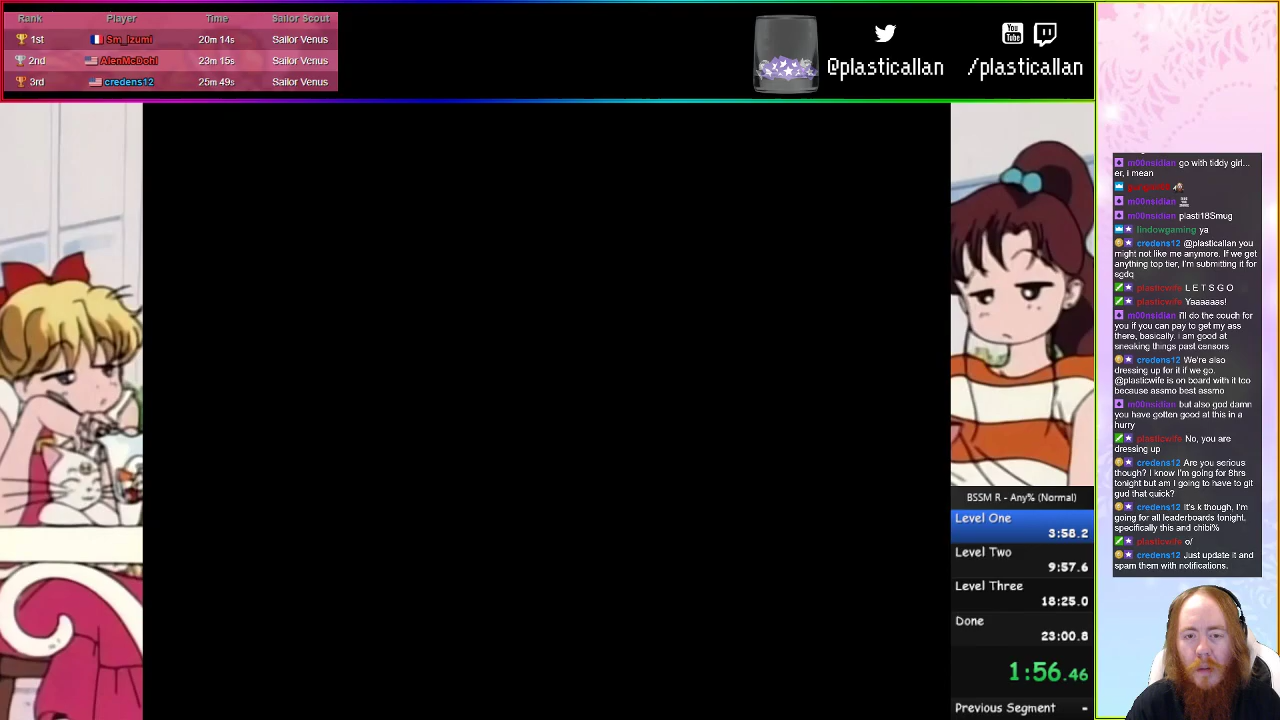 Rank Player Time Sailor Scout
1st Sm_Izumi 20m 14s Sailor Venus
2nd AlenMcDohl 23m 15s Sailor Venus
3rd credens12 25m 49s Sailor Venus
@plasticallan
You Tube
/plasticallan
m00nsidian go with tiddy girl...
er, i mean
m00nsidian
m00nsidian plasti18Smug
lindowgaming ya
credens12 @plasticallan you
might not like me anymore. If we get
anything top tier, I'm submitting it for
sgdq
plasticwife L E T S G O
plasticwife Yaaaaaas!
m00nsidian i'll do the couch for
you if you can pay to get my ass
there, basically. i am good at
sneaking things past censors
credens12 We're also
dressing up for it if we go.
@plasticwife is on board with it too
because assmo best assmo
m00nsidian but also god damn
you have gotten good at this in a
hurry
plasticwife No, you are
dressing up
credens12 Are you serious
though? I know I'm going for 8hrs
tonight but am I going to have to git
gud that quick?
credens12 It's k though, I'm
going for all leaderboards tonight,
specifically this and chibi%
plasticwife o/
credens12 Just update it and
spam them with notifications.
BSSM R - Any% (Normal)
Level One
3:58.2
Level Two
9:57.6
Level Three
18:25.0
Done
23:00.8
1:56.46
Previous Segment -